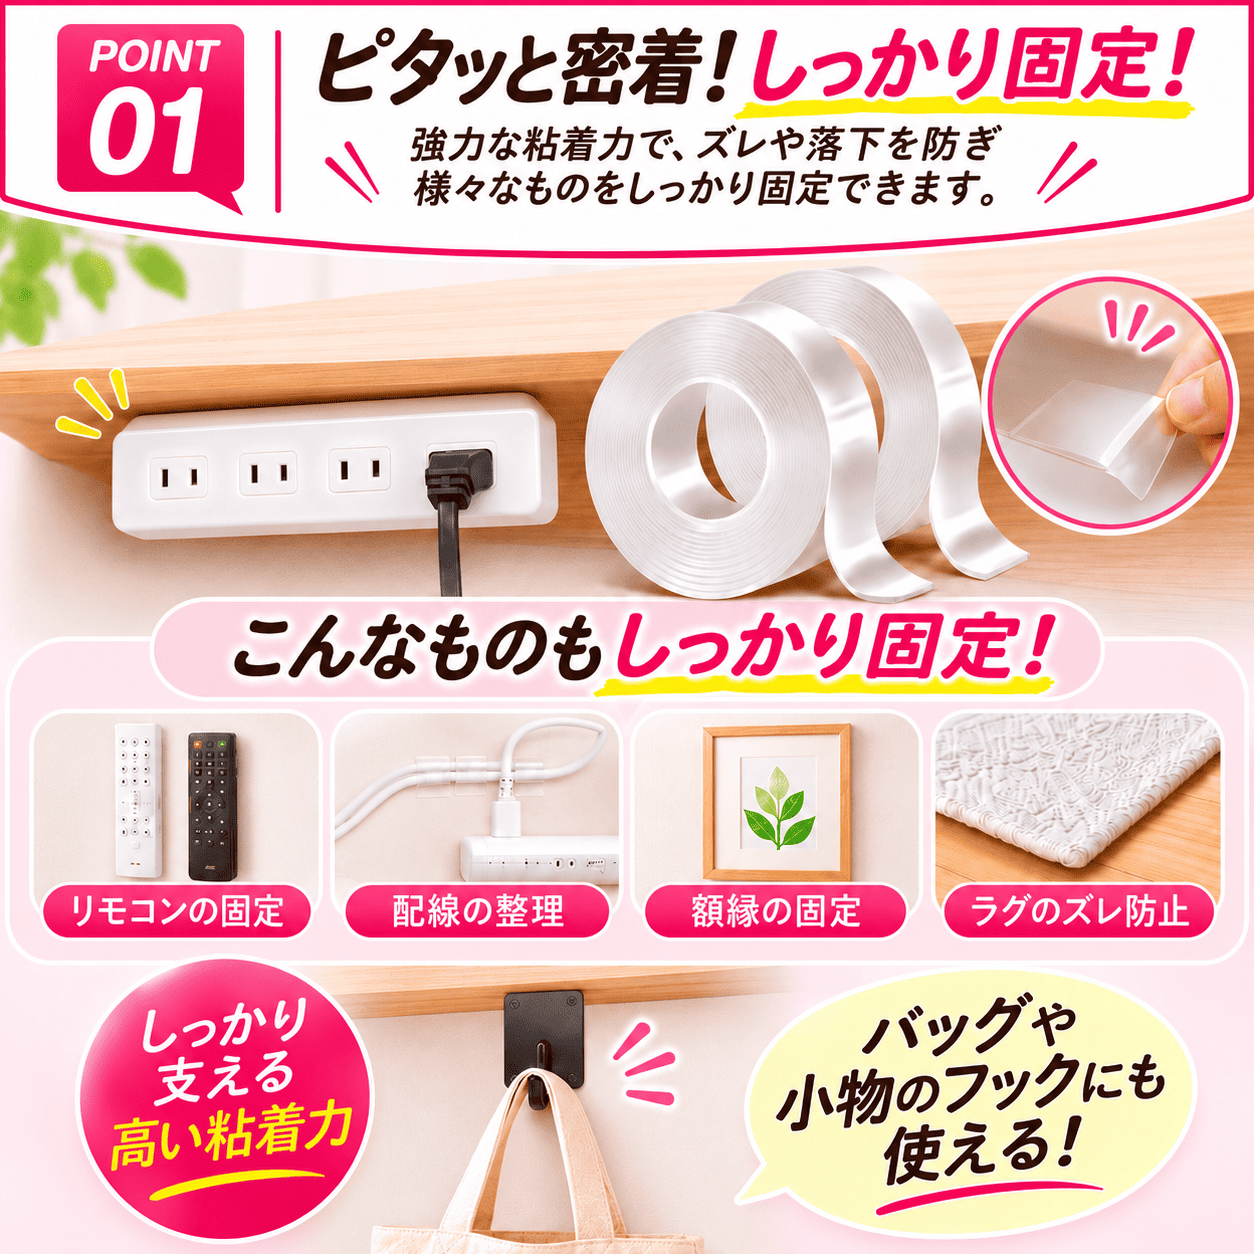 POINT
01
ピタッと密着！しっかり固定！
強力な粘着力で、ズレや落下を防ぎ
様々なものをしっかり固定できます。
こんなものもしっかり固定！
リモコンの固定
配線の整理
額縁の固定
ラグのズレ防止
しっかり
支える
高い粘着力
バッグや
小物のフックにも
使える！